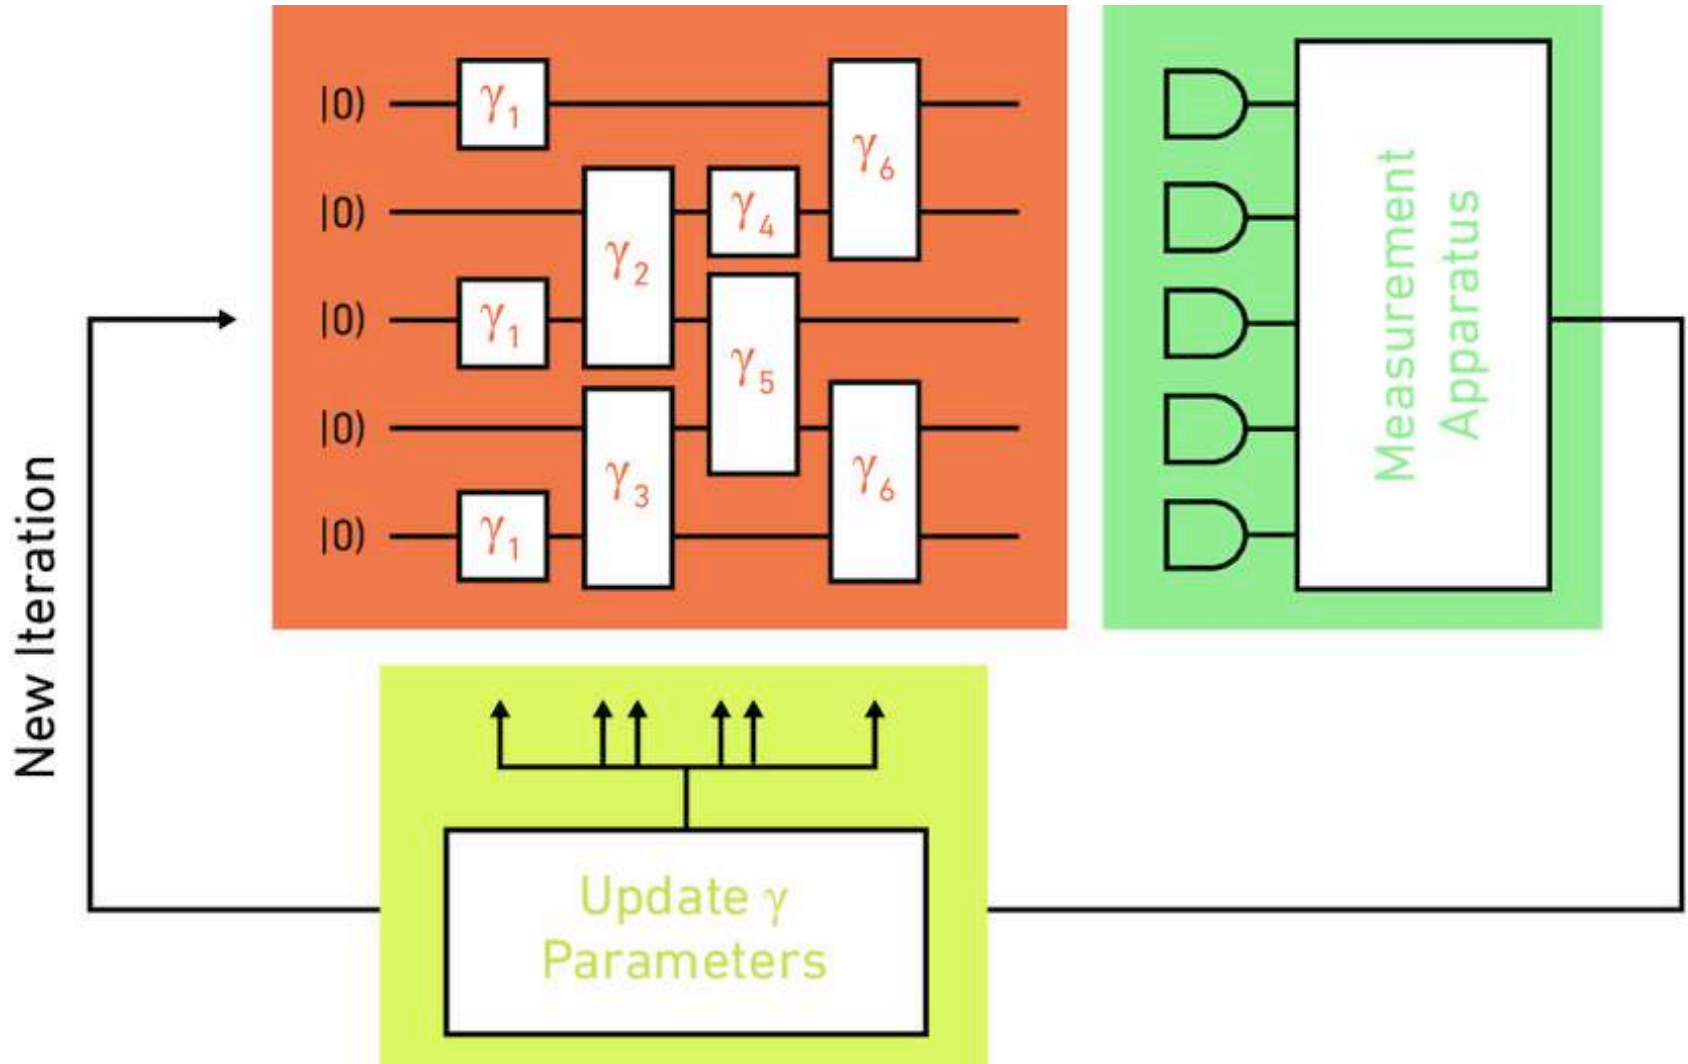 |0⟩
γ1
γ6
|0⟩
γ2
γ4
|0⟩
γ1
γ5
|0⟩
γ3
γ6
|0⟩
γ1
Measurement
Apparatus
New Iteration
Update γ
Parameters